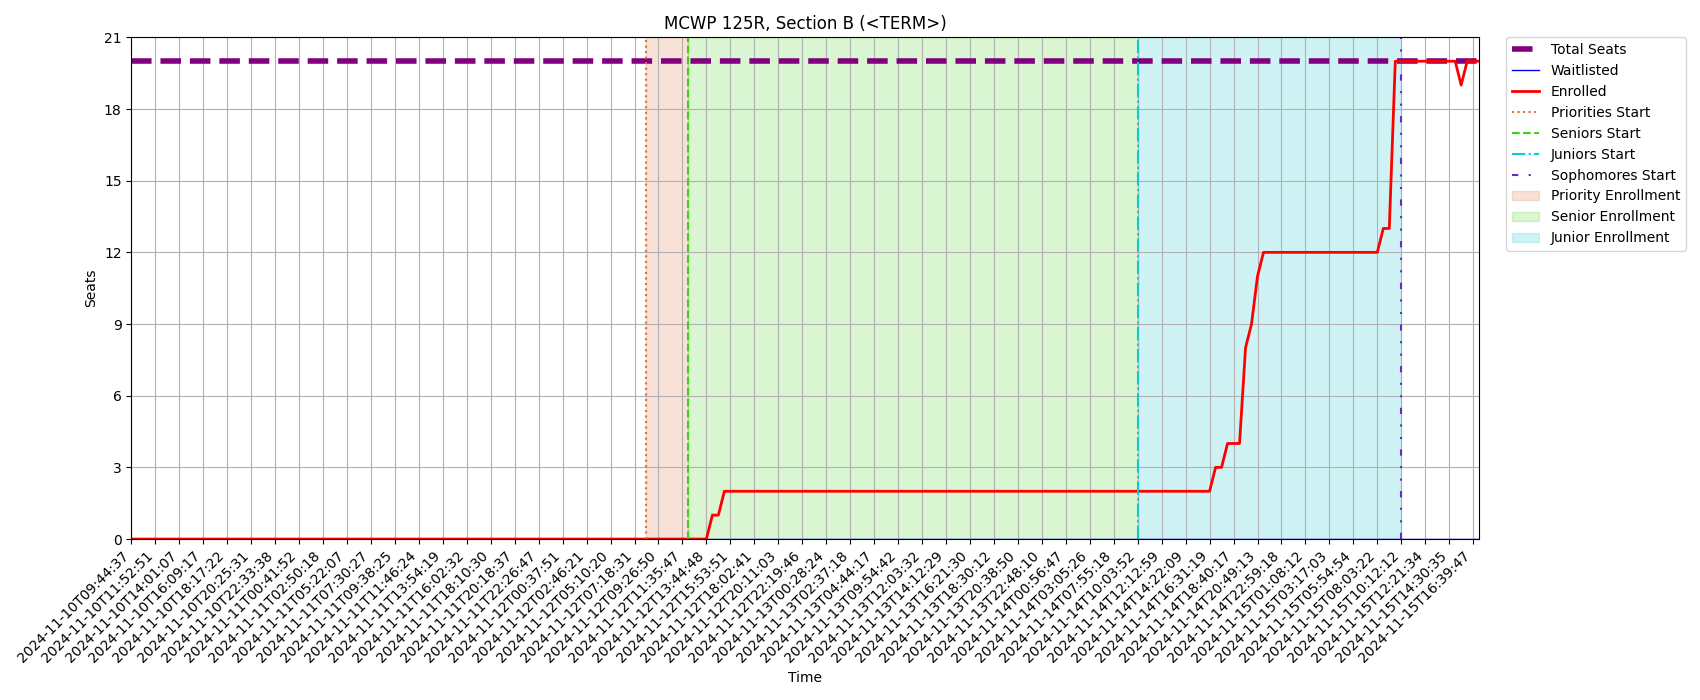 MCWP 125R, Section B (<TERM>)
Seats
21
18
15
12
9
6
3
0
2024-11-10T09:44:37
2024-11-10T11:52:51
2024-11-10T14:01:07
2024-11-10T16:09:17
2024-11-10T18:17:22
2024-11-10T20:25:31
2024-11-10T22:33:38
2024-11-11T00:41:52
2024-11-11T02:50:18
2024-11-11T05:22:07
2024-11-11T07:30:27
2024-11-11T09:38:25
2024-11-11T11:46:24
2024-11-11T13:54:19
2024-11-11T16:02:32
2024-11-11T18:10:30
2024-11-11T20:18:37
2024-11-11T22:26:47
2024-11-12T00:37:51
2024-11-12T02:46:21
2024-11-12T05:10:20
2024-11-12T07:18:31
2024-11-12T09:26:50
2024-11-12T11:35:47
2024-11-12T13:44:48
2024-11-12T15:53:51
2024-11-12T18:02:41
2024-11-12T20:11:03
2024-11-12T22:19:46
2024-11-13T00:28:24
2024-11-13T02:37:18
2024-11-13T04:44:17
2024-11-13T09:54:42
2024-11-13T12:03:32
2024-11-13T14:12:29
2024-11-13T16:21:30
2024-11-13T18:30:12
2024-11-13T20:38:50
2024-11-13T22:48:10
2024-11-14T00:56:47
2024-11-14T03:05:26
2024-11-14T07:55:18
2024-11-14T10:03:52
2024-11-14T12:12:59
2024-11-14T14:22:09
2024-11-14T16:31:19
2024-11-14T18:40:17
2024-11-14T20:49:13
2024-11-14T22:59:18
2024-11-15T01:08:12
2024-11-15T03:17:03
2024-11-15T05:54:54
2024-11-15T08:03:22
2024-11-15T10:12:12
2024-11-15T12:21:34
2024-11-15T14:30:35
2024-11-15T16:39:47
Time
Total Seats
Waitlisted
Enrolled
Priorities Start
Seniors Start
Juniors Start
Sophomores Start
Priority Enrollment
Senior Enrollment
Junior Enrollment